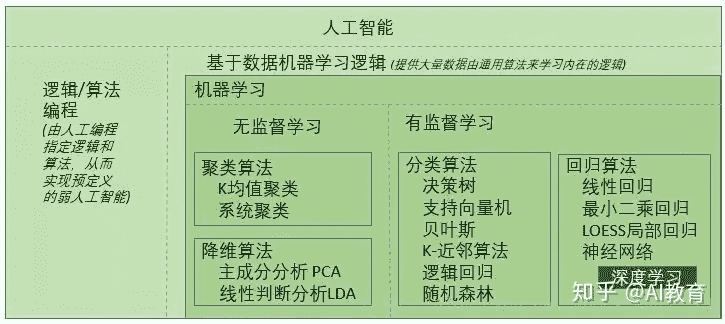 人工智能
逻辑/算法
编程
(由人工编程
指定逻辑和
算法，从而
实现预定义
的弱人工智能)
基于数据机器学习逻辑 (提供大量数据由通用算法来学习内在的逻辑)
机器学习
无监督学习
聚类算法
K均值聚类
系统聚类
降维算法
主成分分析 PCA
线性判断分析LDA
有监督学习
分类算法
决策树
支持向量机
贝叶斯
K-近邻算法
逻辑回归
随机森林
回归算法
线性回归
最小二乘回归
LOESS局部回归
神经网络
深度学习
知乎 @AI教育